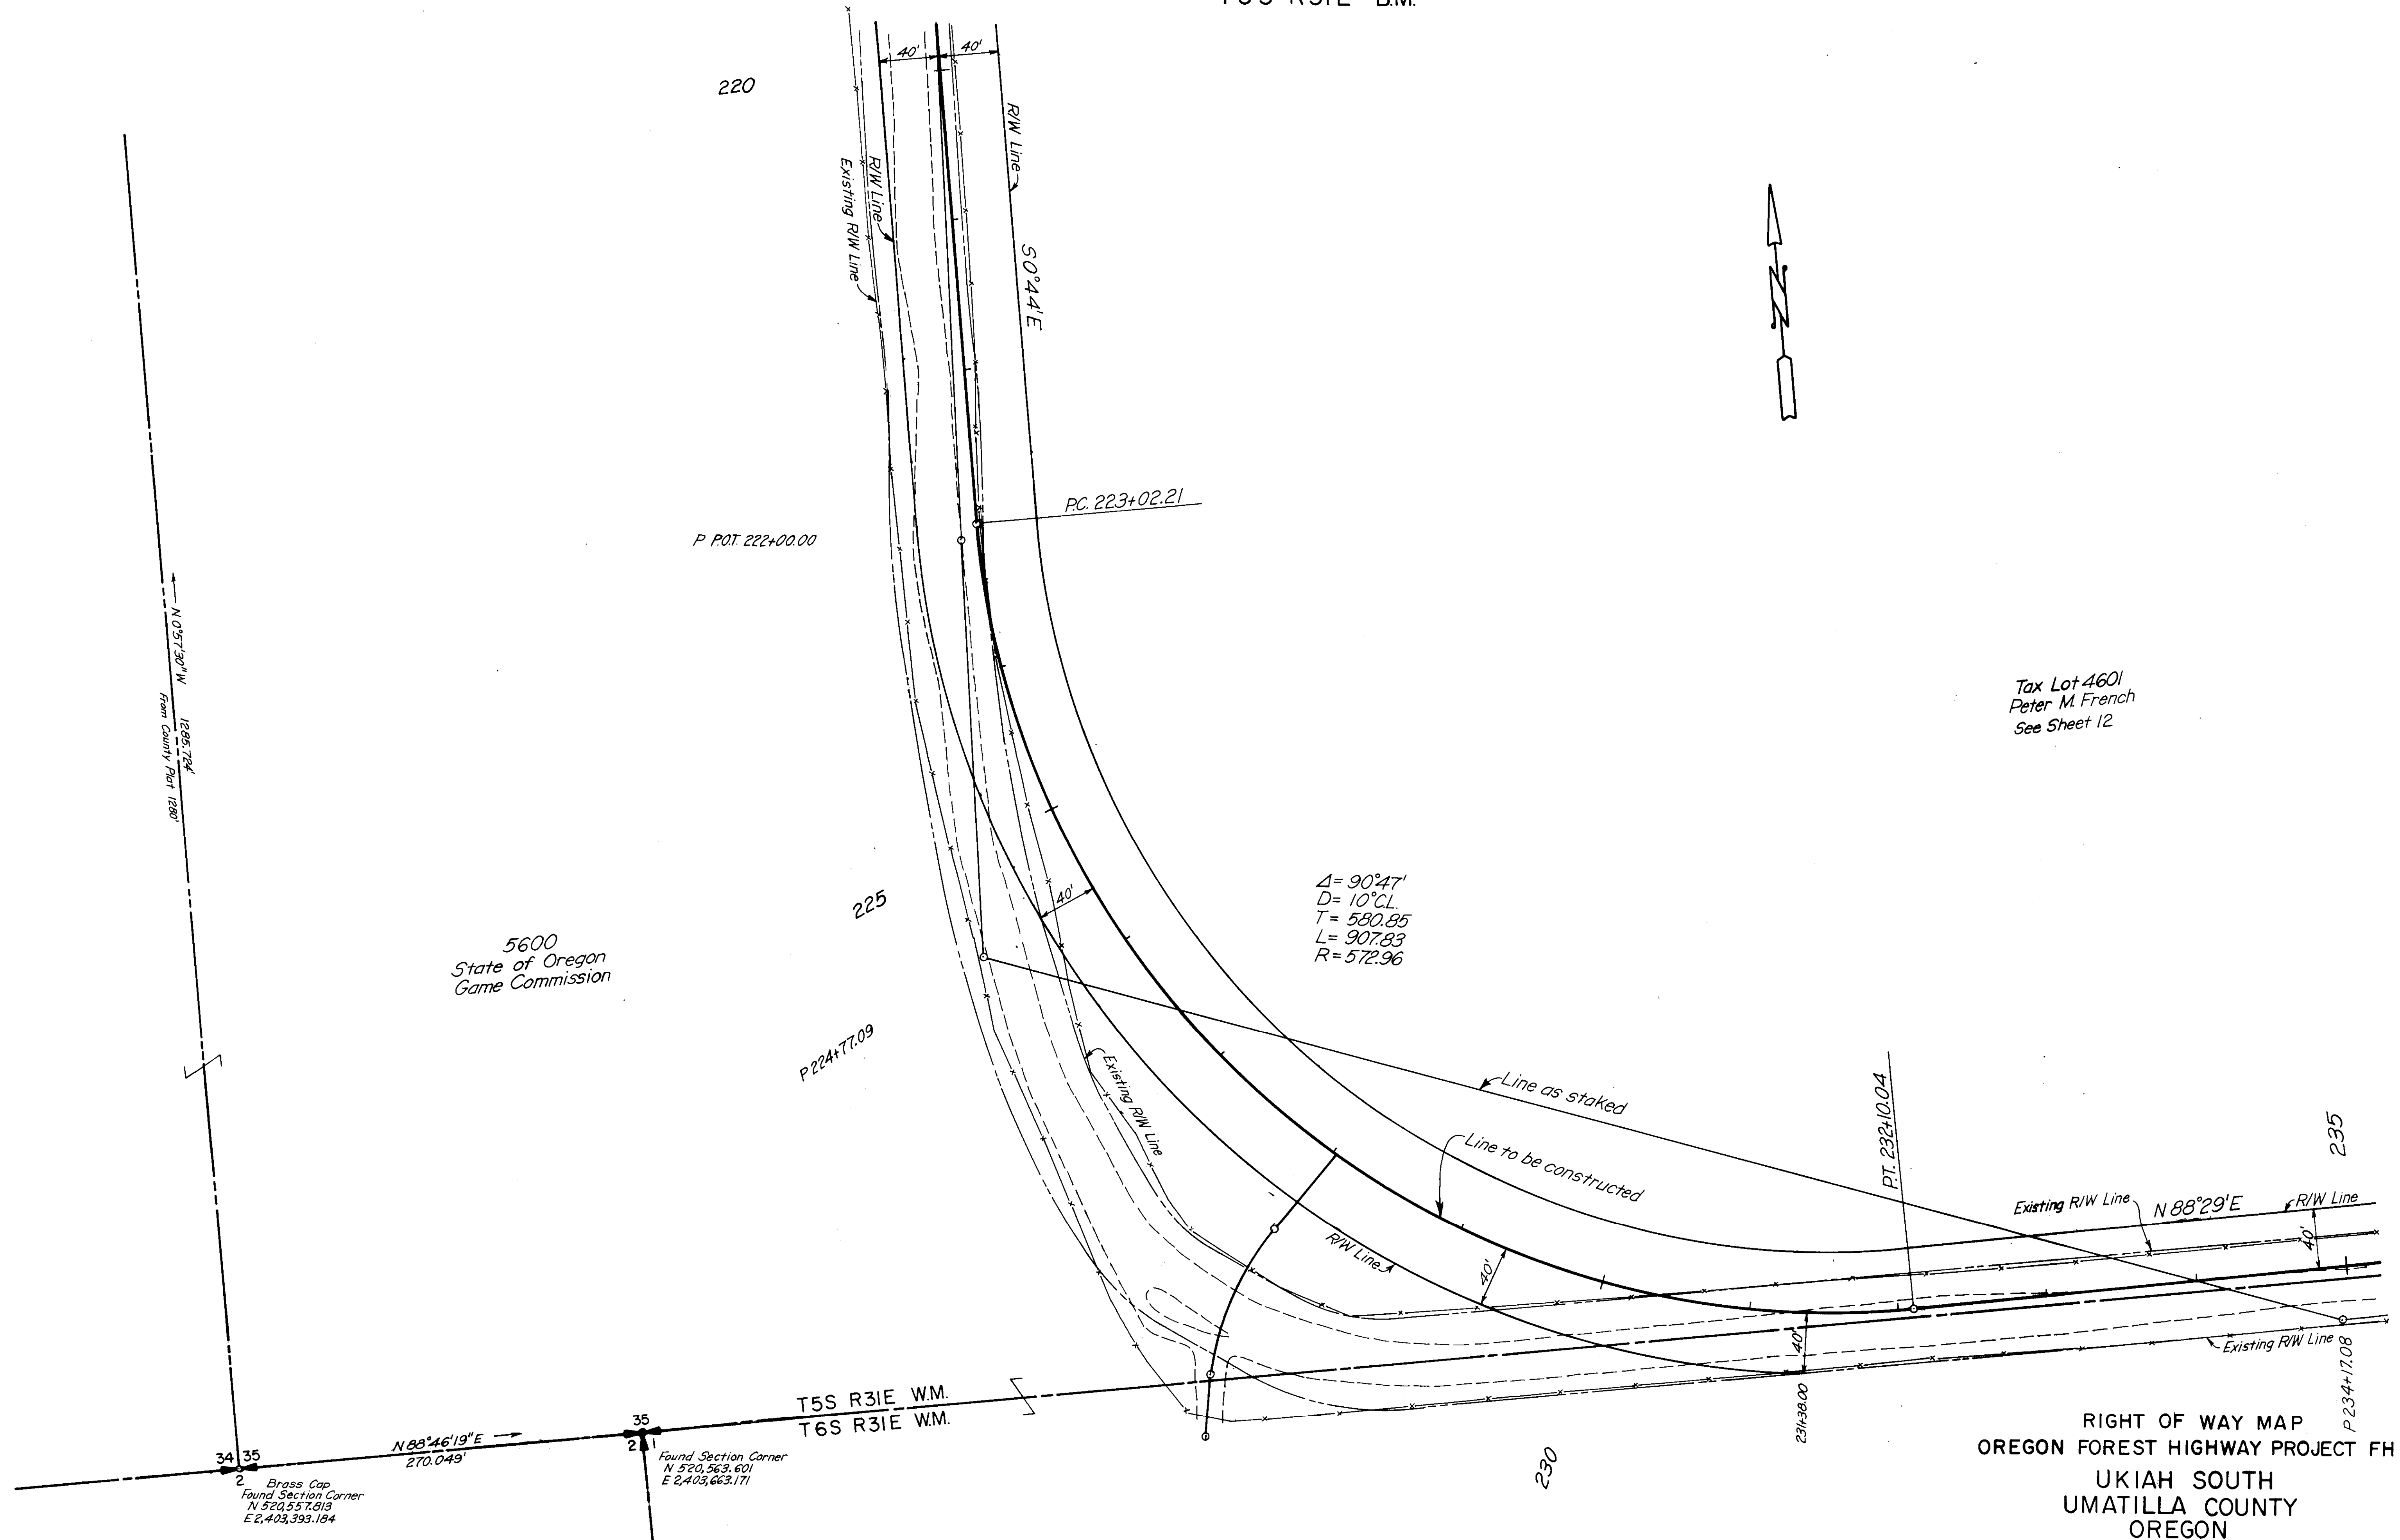 40'
40'
220
R/W Line
R/W Line
Existing R/W Line
S0°44'E
N
P.C. 223+02.21
P P.O.T. 222+00.00
N 0°57'30"W 1285.724'
From County Plat 1280'
Tax Lot 4601
Peter M. French
See Sheet 12
40'
225
Δ= 90°47'
D= 10°CL.
T= 580.85
L= 907.83
R=572.96
5600
State of Oregon
Game Commission
P 224+77.09
Existing R/W Line
Line as staked
Line to be constructed
P.T. 232+10.04
235
Existing R/W Line
N 88°29'E
R/W Line
40'
R/W Line
40'
40'
Existing R/W Line
P 234+17.08
231+38.00
230
T5S R31E W.M.
T6S R31E W.M.
34 35
2
N 88°46'19"E
270.049'
35
2 1
Brass Cap
Found Section Corner
N 520,557.813
E 2,403,393.184
Found Section Corner
N 520,563.601
E 2,403,663.171
RIGHT OF WAY MAP
OREGON FOREST HIGHWAY PROJECT FH
UKIAH SOUTH
UMATILLA COUNTY
OREGON